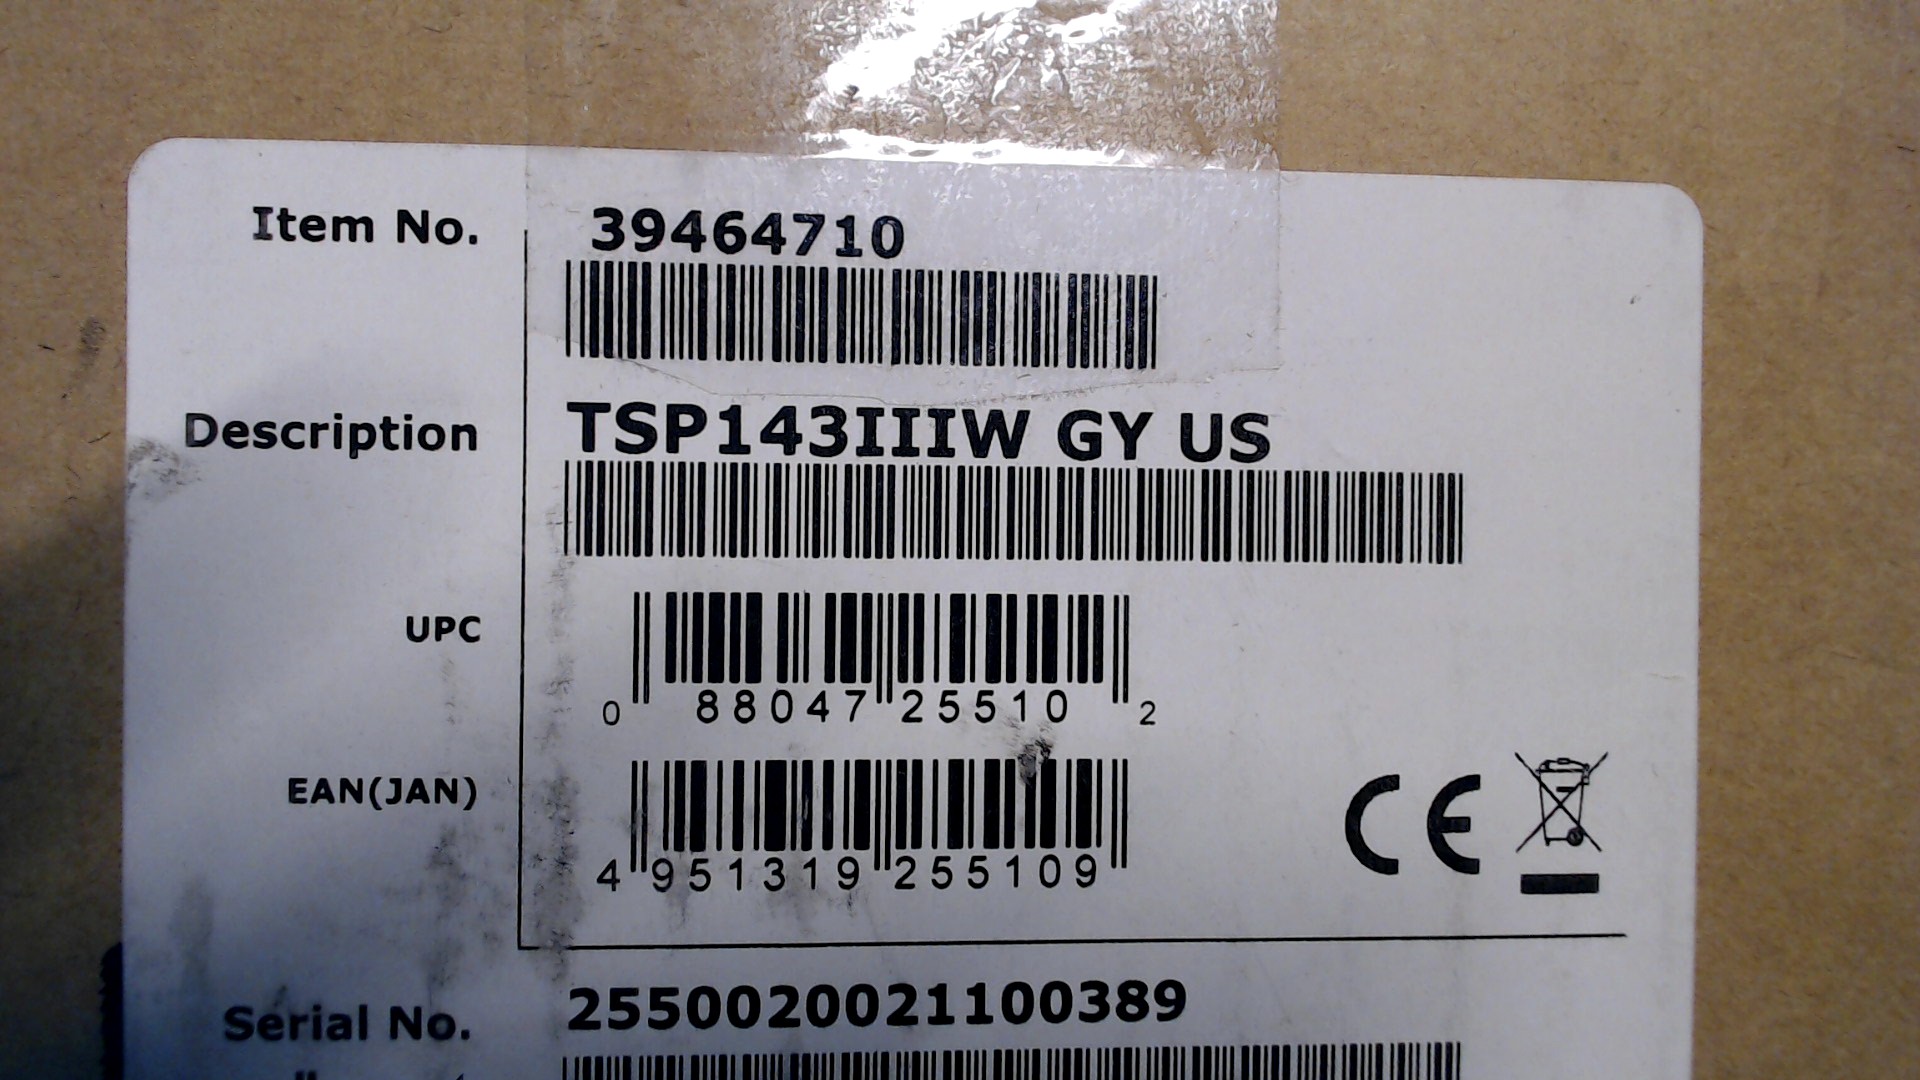 Item No. 39464710
Description TSP143IIIW GY US
UPC
0 88047 25510 2
EAN(JAN)
4 951319 255109
CE
Serial No. 2550020021100389